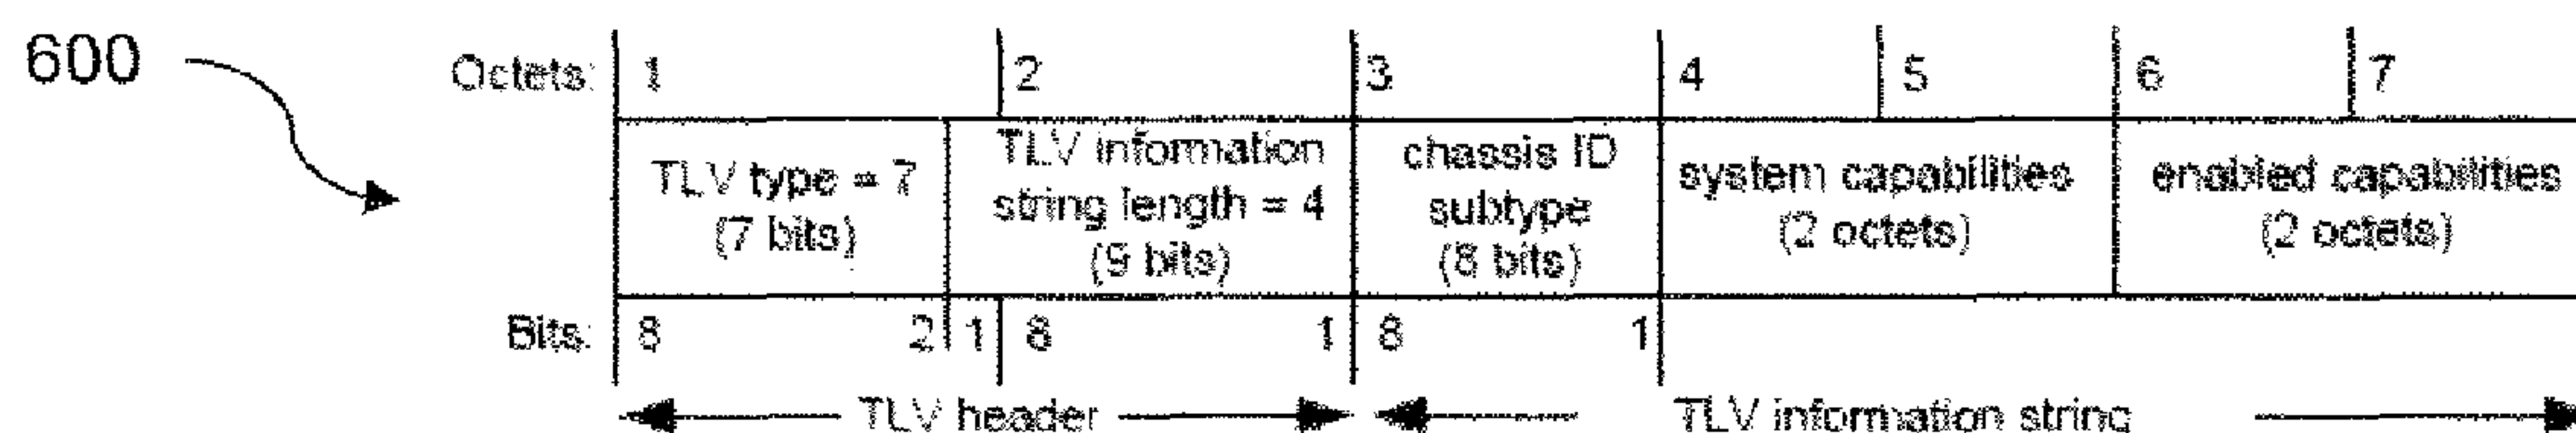 600
Octets: 1 2 3 4 5 6 7
TLV type = 7
(7 bits)
TLV information
string length = 4
(9 bits)
chassis ID
subtype
(8 bits)
system capabilities
(2 octets)
enabled capabilities
(2 octets)
Bits: 8 2 1 8 1 8 1
TLV header
TLV information string